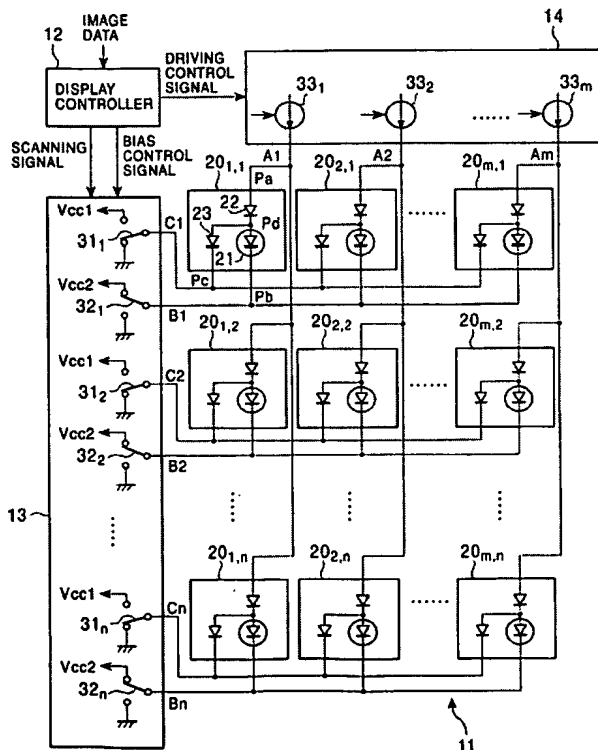 IMAGE
DATA
12
DISPLAY
CONTROLLER
DRIVING
CONTROL
SIGNAL
14
33₁
33₂
33m
......
SCANNING
SIGNAL
BIAS
CONTROL
SIGNAL
A1
A2
Am
20₁,₁
20₂,₁
20m,1
Pa
22
23
Pd
21
Pc
Pb
......
Vcc1
31₁
C1
Vcc2
32₁
B1
20₁,₂
20₂,₂
20m,2
......
Vcc1
31₂
C2
Vcc2
32₂
B2
13
......
......
......
......
20₁,n
20₂,n
20m,n
......
Vcc1
31n
Cn
Vcc2
32n
Bn
11